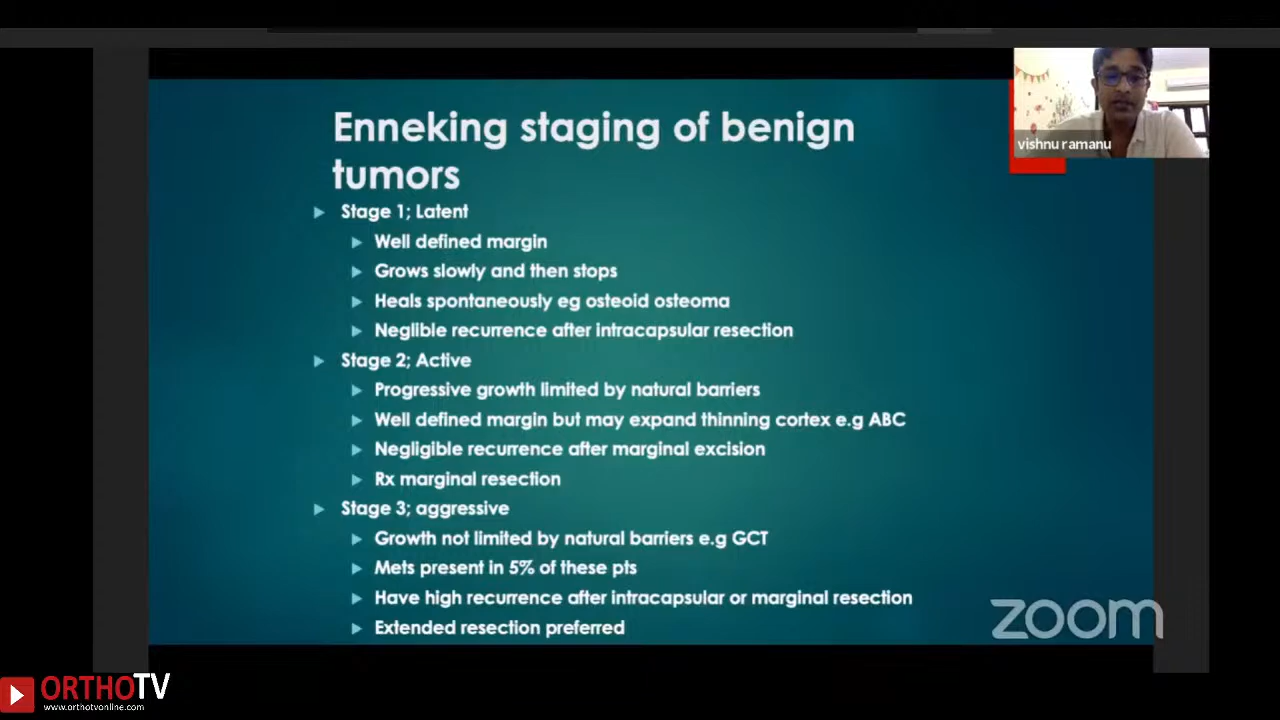 Enneking staging of benign
tumors
Stage 1; Latent
Well defined margin
Grows slowly and then stops
Heals spontaneously eg osteoid osteoma
Neglible recurrence after intracapsular resection
Stage 2; Active
Progressive growth limited by natural barriers
Well defined margin but may expand thinning cortex e.g ABC
Negligible recurrence after marginal excision
Rx marginal resection
Stage 3; aggressive
Growth not limited by natural barriers e.g GCT
Mets present in 5% of these pts
Have high recurrence after intracapsular or marginal resection
Extended resection preferred
vishnu ramanu
zoom
ORTHOTV
www.orthotvonline.com